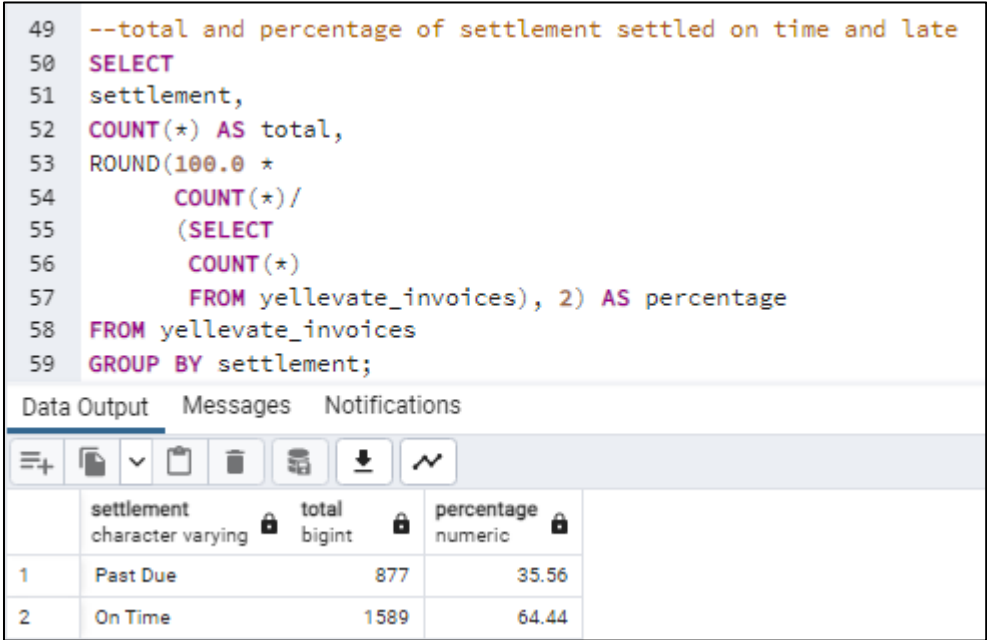 49 --total and percentage of settlement settled on time and late
50 SELECT
51 settlement,
52 COUNT(*) AS total,
53 ROUND(100.0 *
54 COUNT(*)/
55 (SELECT
56 COUNT(*)
57 FROM yellevate_invoices), 2) AS percentage
58 FROM yellevate_invoices
59 GROUP BY settlement;
Data Output Messages Notifications
settlement total percentage
character varying bigint numeric
1 Past Due 877 35.56
2 On Time 1589 64.44